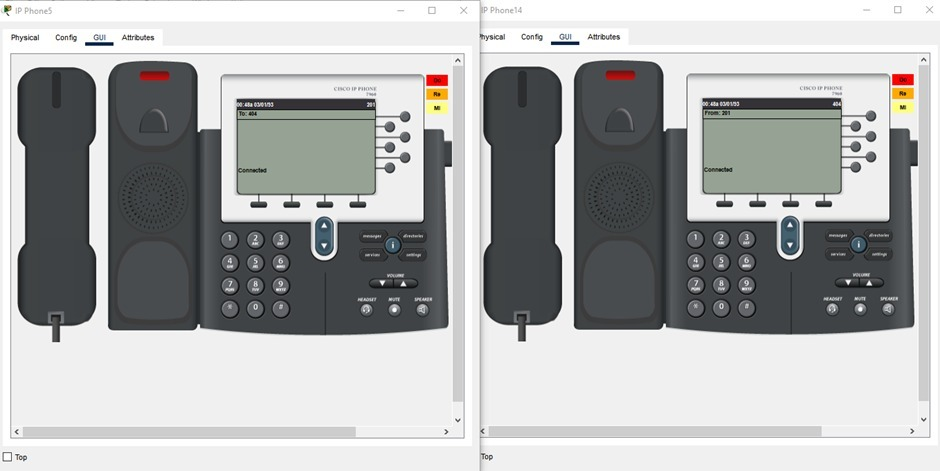 IP Phone5
Physical Config GUI Attributes
CISCO IP PHONE
7960
00:48a 03/01/93 201
To: 404
Connected
Do
Re
Mi
1 2 ABC 3 DEF
4 GHI 5 JKL 6 MNO
7 PQRS 8 TUV 9 WXYZ
* 0 #
messages directories
i
services settings
VOLUME
HEADSET MUTE SPEAKER
Top
IP Phone14
Physical Config GUI Attributes
CISCO IP PHONE
7960
00:48a 03/01/93 404
From: 201
Connected
Do
Re
Mi
1 2 ABC 3 DEF
4 GHI 5 JKL 6 MNO
7 PQRS 8 TUV 9 WXYZ
* 0 #
messages directories
i
services settings
VOLUME
HEADSET MUTE SPEAKER
Top